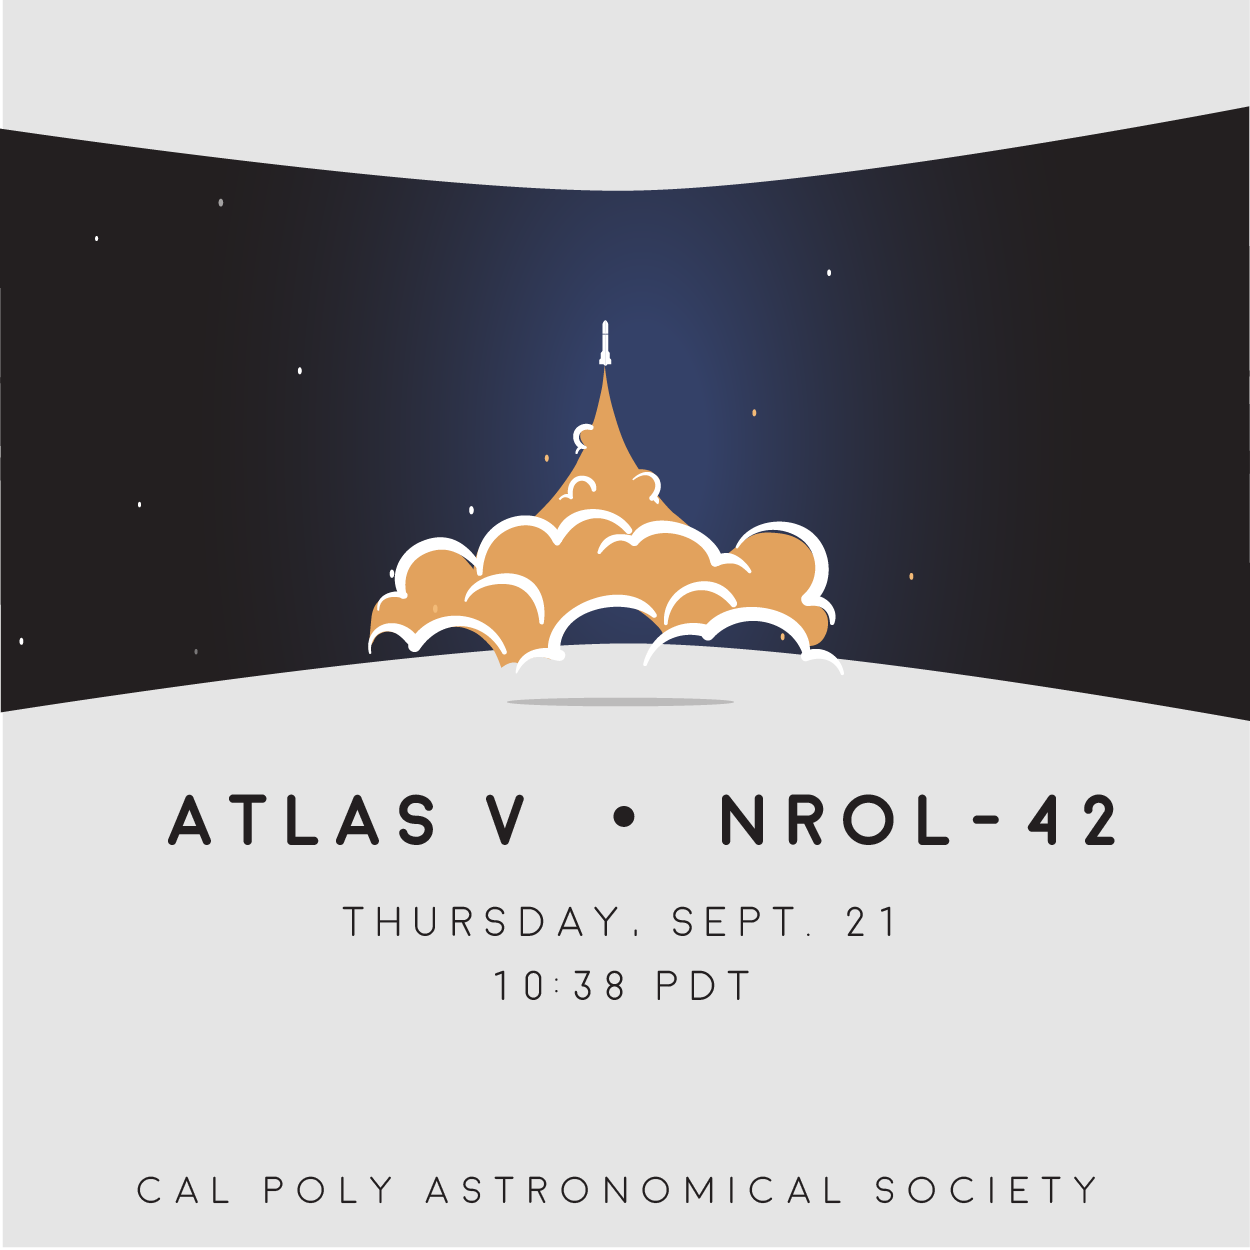 ATLAS V • NROL-42
THURSDAY, SEPT. 21
10:38 PDT
CAL POLY ASTRONOMICAL SOCIETY